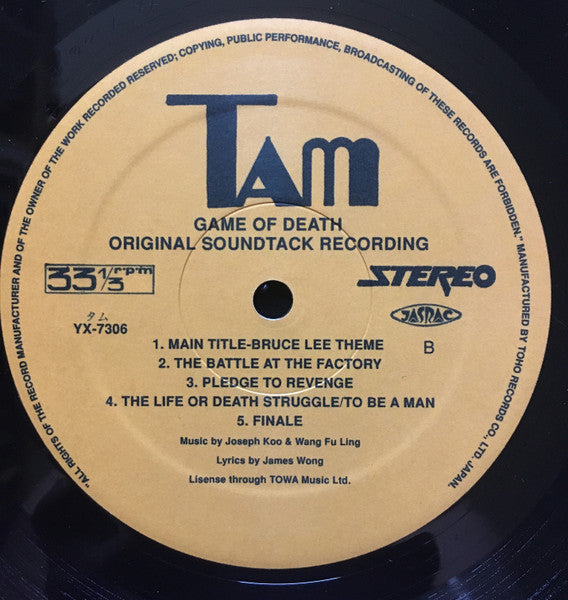 "ALL RIGHTS OF THE RECORD MANUFACTURER AND OF THE OWNER OF THE WORK RECORDED RESERVED; COPYING, PUBLIC PERFORMANCE, BROADCASTING OF THESE RECORDS ARE FORBIDDEN." MANUFACTURED BY TOHO RECORDS CO., LTD. JAPAN.
TAM
GAME OF DEATH
ORIGINAL SOUNDTACK RECORDING
33 1/3 rpm
STEREO
タム
YX-7306
JASRAC
B
1. MAIN TITLE-BRUCE LEE THEME
2. THE BATTLE AT THE FACTORY
3. PLEDGE TO REVENGE
4. THE LIFE OR DEATH STRUGGLE/TO BE A MAN
5. FINALE
Music by Joseph Koo & Wang Fu Ling
Lyrics by James Wong
Lisense through TOWA Music Ltd.